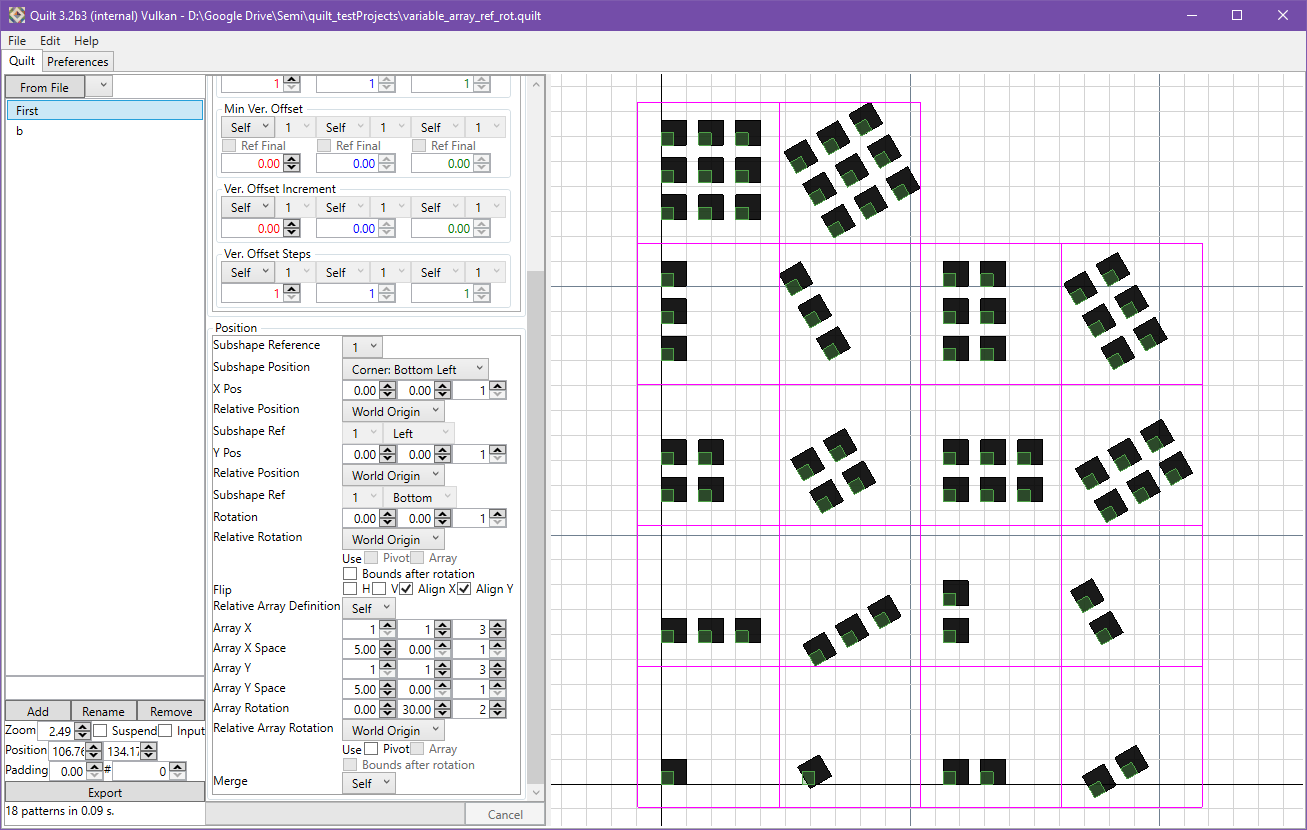 Quilt 3.2b3 (internal) Vulkan - D:\Google Drive\Semi\quilt_testProjects\variable_array_ref_rot.quilt
File Edit Help
Quilt Preferences
From File
First
b
1 1 1
Min Ver. Offset
Self 1 Self 1 Self 1
Ref Final Ref Final Ref Final
0.00 0.00 0.00
Ver. Offset Increment
Self 1 Self 1 Self 1
0.00 0.00 0.00
Ver. Offset Steps
Self 1 Self 1 Self 1
1 1 1
Position
Subshape Reference 1
Subshape Position Corner: Bottom Left
X Pos 0.00 0.00 1
Relative Position World Origin
Subshape Ref 1 Left
Y Pos 0.00 0.00 1
Relative Position World Origin
Subshape Ref 1 Bottom
Rotation 0.00 0.00 1
Relative Rotation World Origin
Use Pivot Array
Bounds after rotation
Flip H V Align X Align Y
Relative Array Definition Self
Array X 1 1 3
Array X Space 5.00 0.00 1
Array Y 1 1 3
Array Y Space 5.00 0.00 1
Array Rotation 0.00 30.00 2
Relative Array Rotation World Origin
Use Pivot Array
Bounds after rotation
Merge Self
Add Rename Remove
Zoom 2.49 Suspend Input
Position 106.76 134.17
Padding 0.00 # 0
Export
18 patterns in 0.09 s.
Cancel